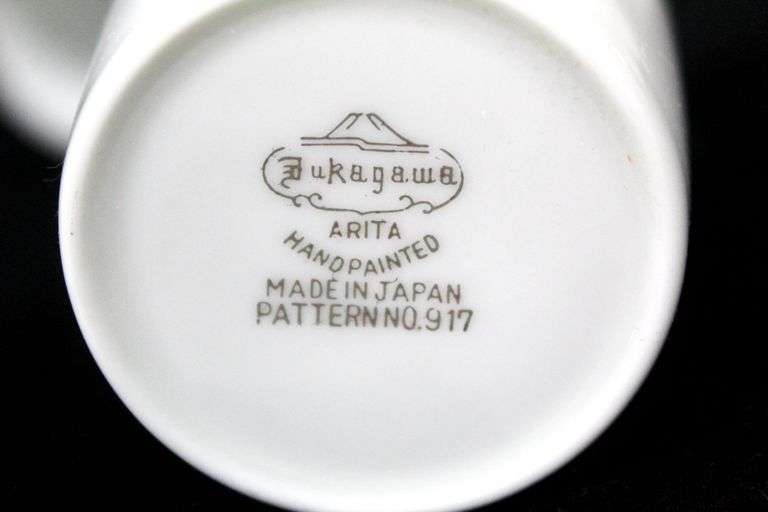 Fukagawa
ARITA
HANDPAINTED
MADE IN JAPAN
PATTERN NO. 917